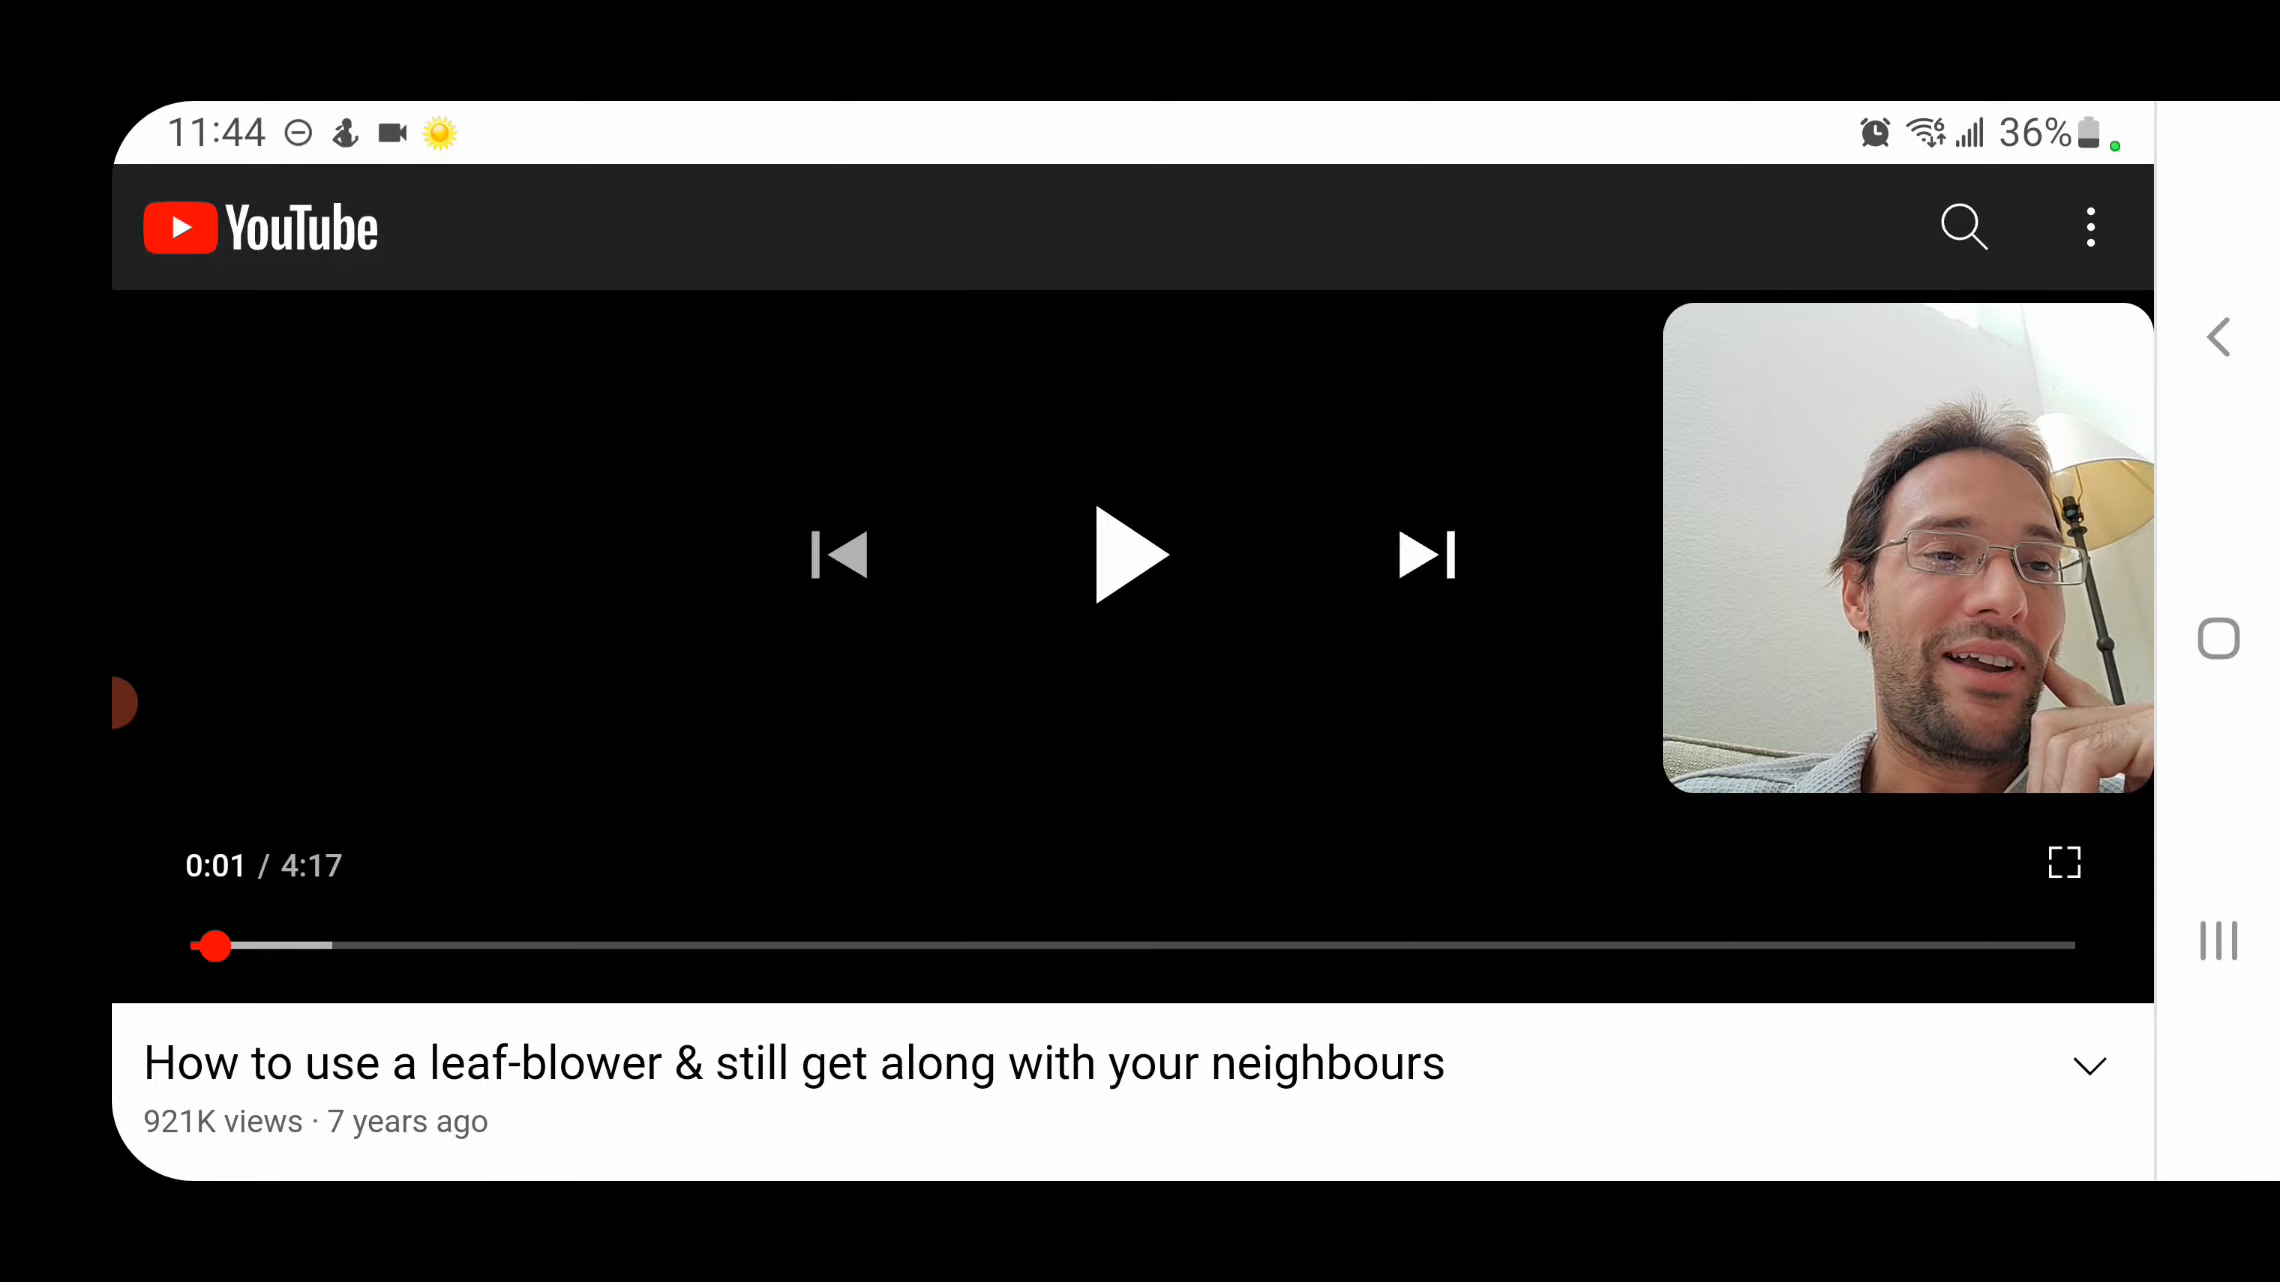 11:44
36%
YouTube
0:01 / 4:17
How to use a leaf-blower & still get along with your neighbours
921K views · 7 years ago